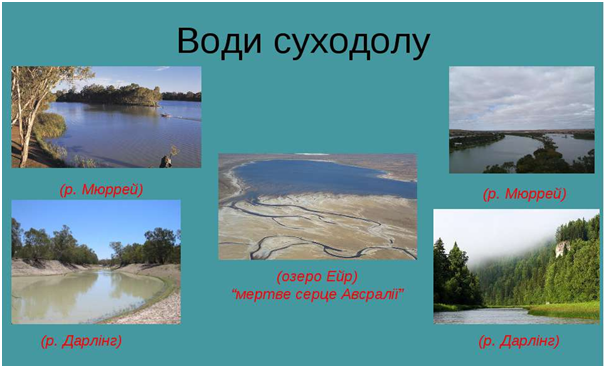 Води суходолу
(р. Мюррей)
(р. Мюррей)
(озеро Ейр)
“мертве серце Авсралії”
(р. Дарлінг)
(р. Дарлінг)